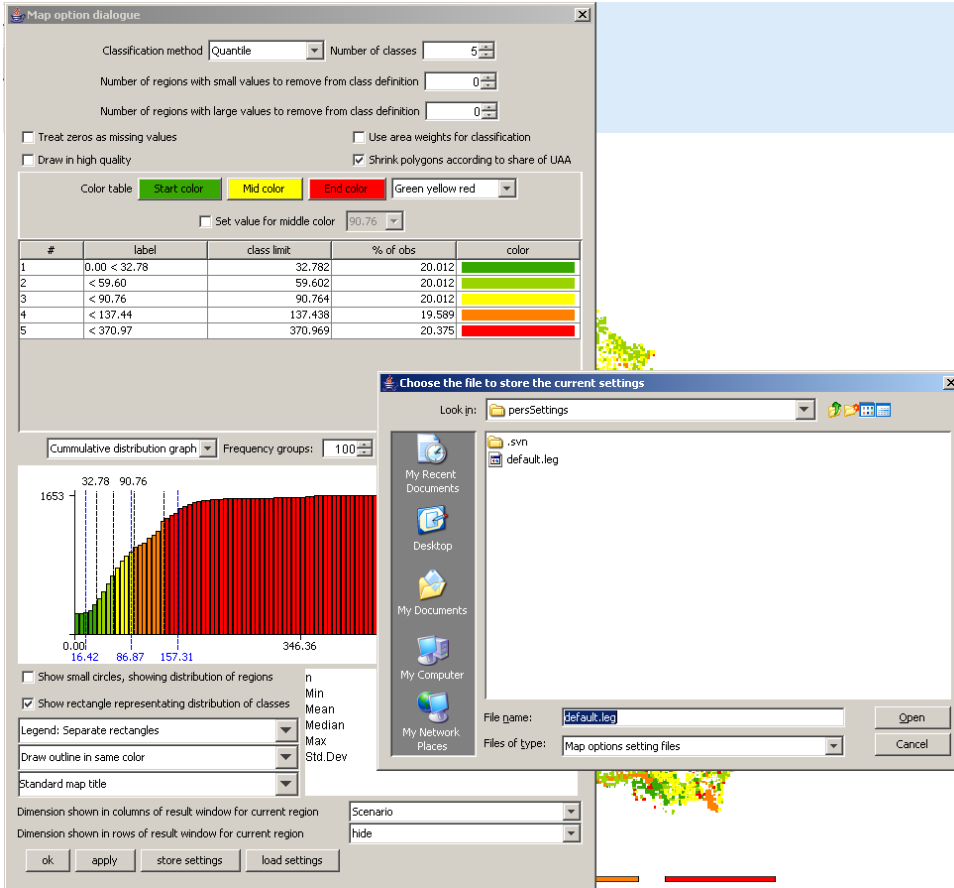 Map option dialogue
Classification method Quantile Number of classes 5
Number of regions with small values to remove from class definition 0
Number of regions with large values to remove from class definition 0
Treat zeros as missing values Use area weights for classification
Draw in high quality Shrink polygons according to share of UAA
Color table Start color Mid color End color Green yellow red
Set value for middle color 90.76
# label class limit % of obs color
1 0.00 < 32.78 32.782 20.012
2 < 59.60 59.602 20.012
3 < 90.76 90.764 20.012
4 < 137.44 137.438 19.589
5 < 370.97 370.969 20.375
Cummulative distribution graph Frequency groups: 100
32.78 90.76
1653
0.00 346.36
16.42 86.87 157.31
Show small circles, showing distribution of regions
Show rectangle representating distribution of classes
Legend: Separate rectangles
Draw outline in same color
Standard map title
n
Min
Mean
Median
Max
Std.Dev
Dimension shown in columns of result window for current region Scenario
Dimension shown in rows of result window for current region hide
ok apply store settings load settings
Choose the file to store the current settings
Look in: persSettings
My Recent Documents
Desktop
My Documents
My Computer
My Network Places
.svn
default.leg
File name: default.leg Open
Files of type: Map options setting files Cancel